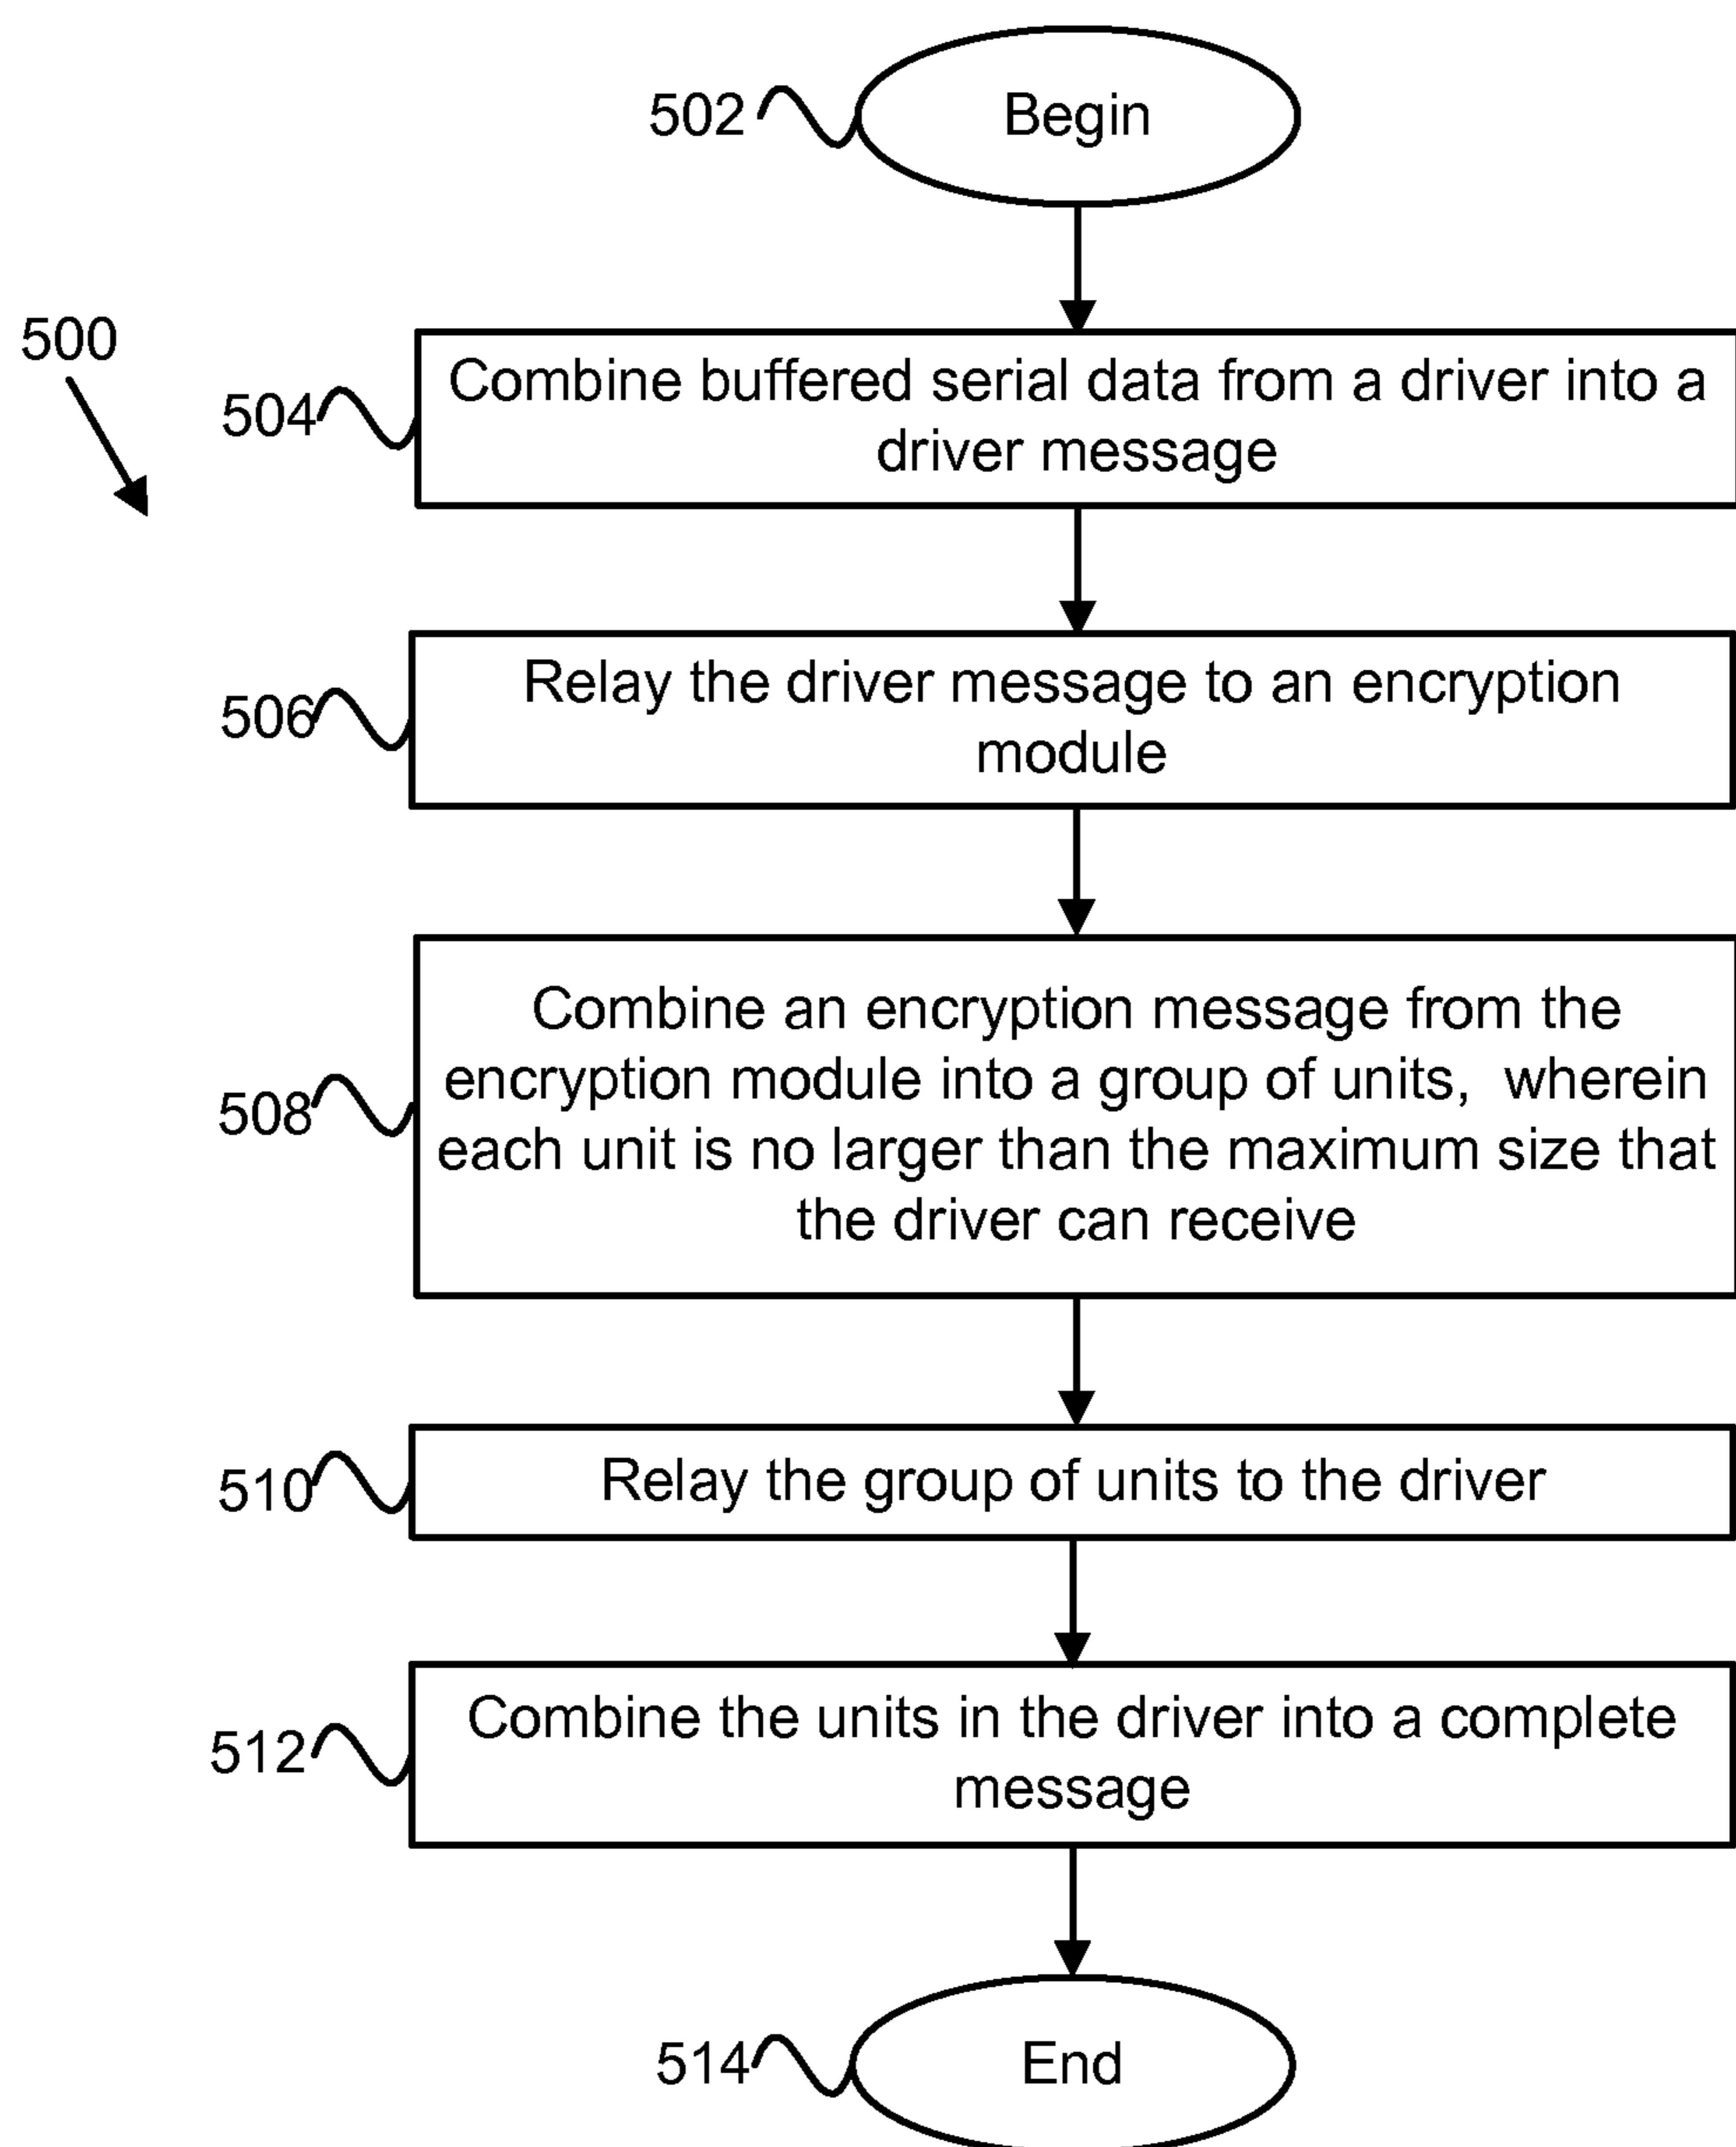 502
Begin
500
504
Combine buffered serial data from a driver into a
driver message
506
Relay the driver message to an encryption
module
508
Combine an encryption message from the
encryption module into a group of units, wherein
each unit is no larger than the maximum size that
the driver can receive
510
Relay the group of units to the driver
512
Combine the units in the driver into a complete
message
514
End